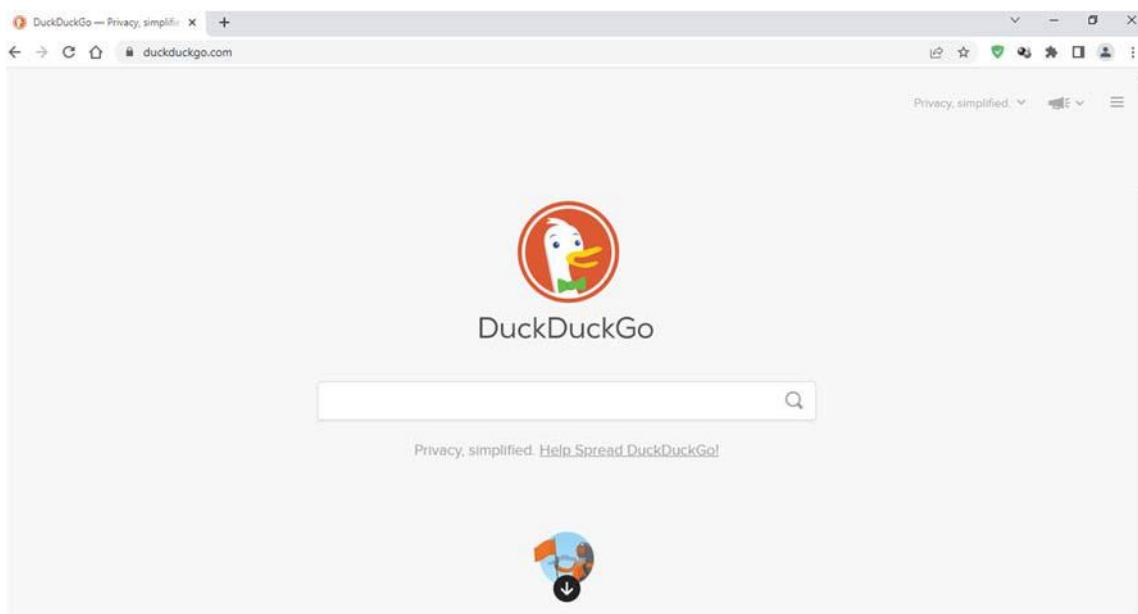 DuckDuckGo — Privacy, simplifi
duckduckgo.com
Privacy, simplified.
DuckDuckGo
Privacy, simplified. Help Spread DuckDuckGo!